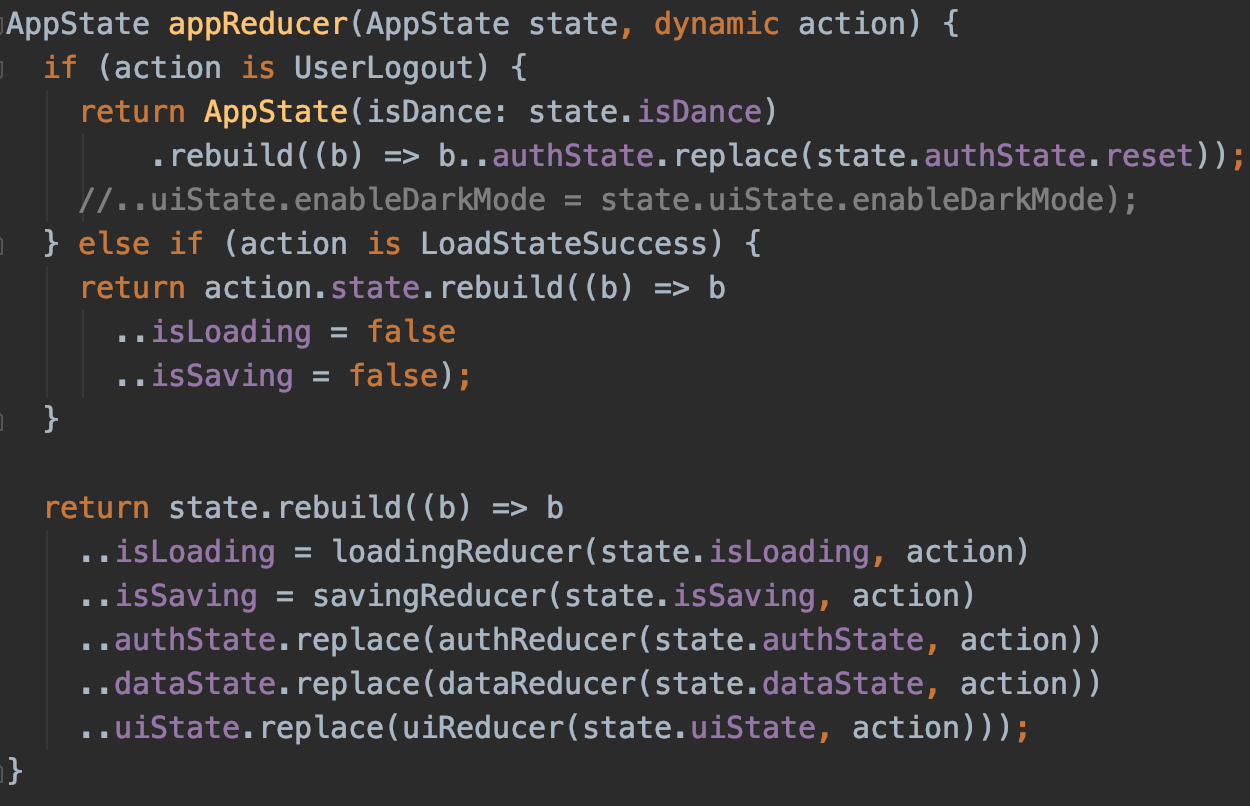 AppState appReducer(AppState state, dynamic action) {
  if (action is UserLogout) {
    return AppState(isDance: state.isDance)
        .rebuild((b) => b..authState.replace(state.authState.reset));
    //..uiState.enableDarkMode = state.uiState.enableDarkMode);
  } else if (action is LoadStateSuccess) {
    return action.state.rebuild((b) => b
      ..isLoading = false
      ..isSaving = false);
  }

  return state.rebuild((b) => b
    ..isLoading = loadingReducer(state.isLoading, action)
    ..isSaving = savingReducer(state.isSaving, action)
    ..authState.replace(authReducer(state.authState, action))
    ..dataState.replace(dataReducer(state.dataState, action))
    ..uiState.replace(uiReducer(state.uiState, action)));
}